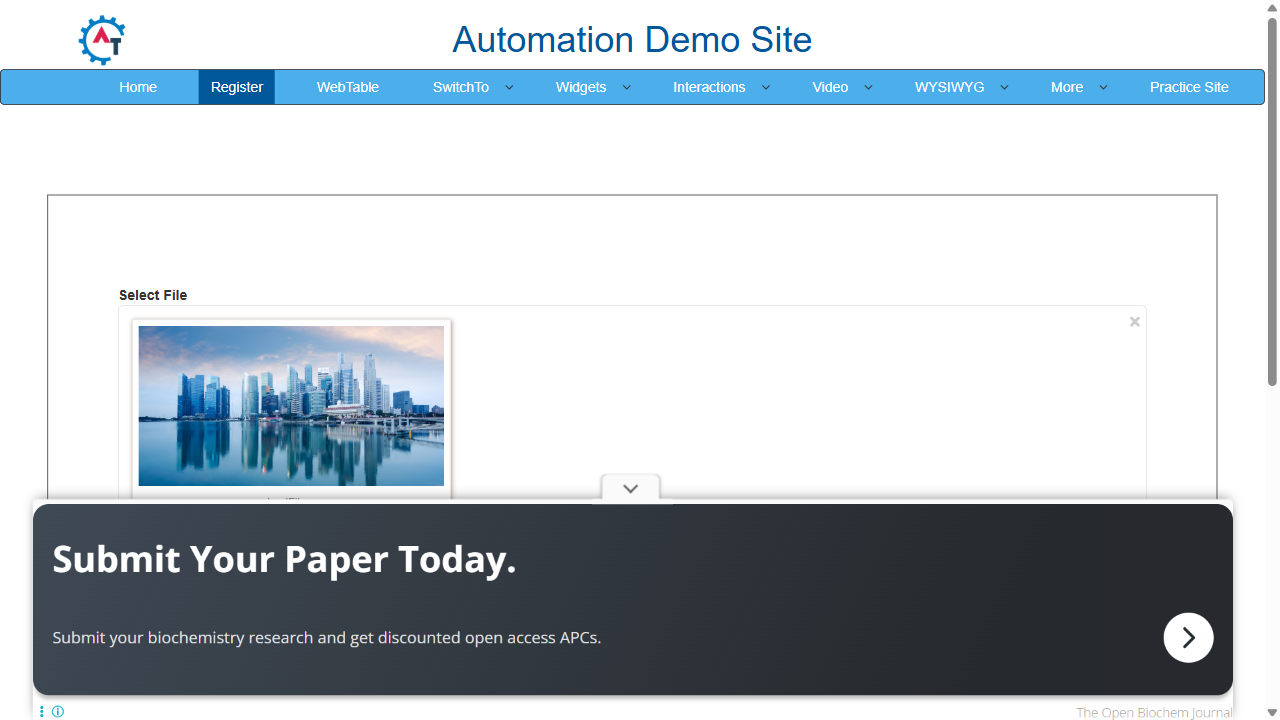 Automation Demo Site
Home Register WebTable SwitchTo Widgets Interactions Video WYSIWYG More Practice Site
Select File
Submit Your Paper Today.
Submit your biochemistry research and get discounted open access APCs.
The Open Biochem Journal